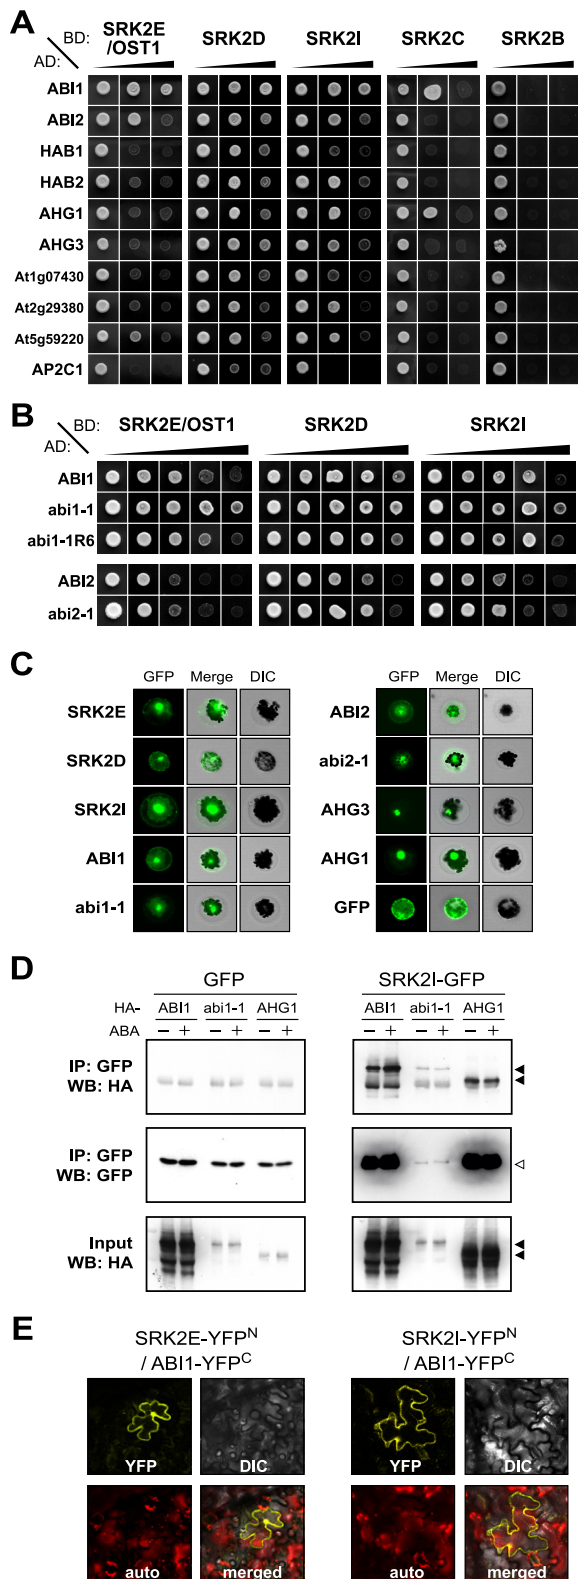 A
BD: SRK2E/OST1 SRK2D SRK2I SRK2C SRK2B
AD:
ABI1
ABI2
HAB1
HAB2
AHG1
AHG3
At1g07430
At2g29380
At5g59220
AP2C1
B
BD: SRK2E/OST1 SRK2D SRK2I
AD:
ABI1
abi1-1
abi1-1R6
ABI2
abi2-1
C
GFP Merge DIC
SRK2E
SRK2D
SRK2I
ABI1
abi1-1
GFP Merge DIC
ABI2
abi2-1
AHG3
AHG1
GFP
D
GFP SRK2I-GFP
HA- ABI1 abi1-1 AHG1 ABI1 abi1-1 AHG1
ABA − + − + − + − + − + − +
IP: GFP
WB: HA
IP: GFP
WB: GFP
Input
WB: HA
E
SRK2E-YFPᴺ
/ ABI1-YFPᶜ
YFP DIC
auto merged
SRK2I-YFPᴺ
/ ABI1-YFPᶜ
YFP DIC
auto merged